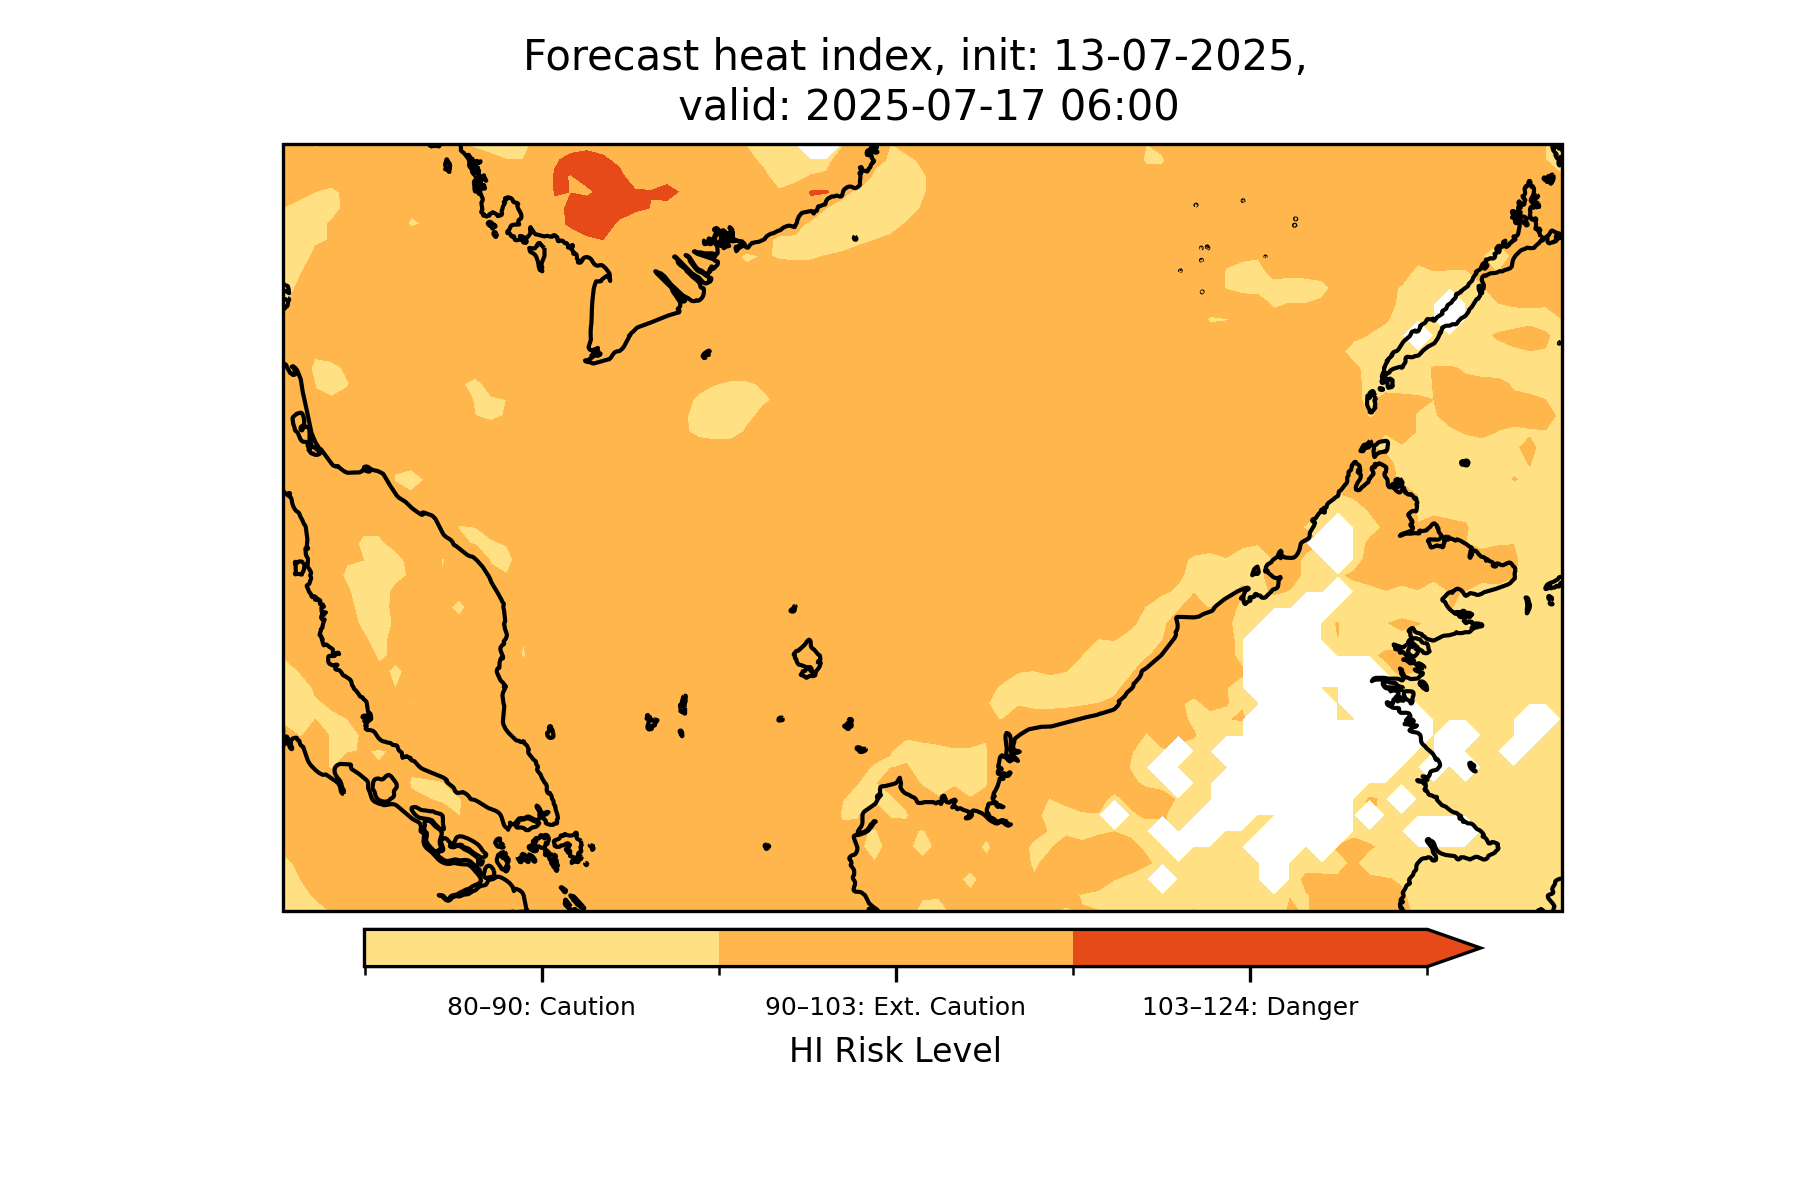 Forecast heat index, init: 13-07-2025,
valid: 2025-07-17 06:00
80–90: Caution
90–103: Ext. Caution
103–124: Danger
HI Risk Level